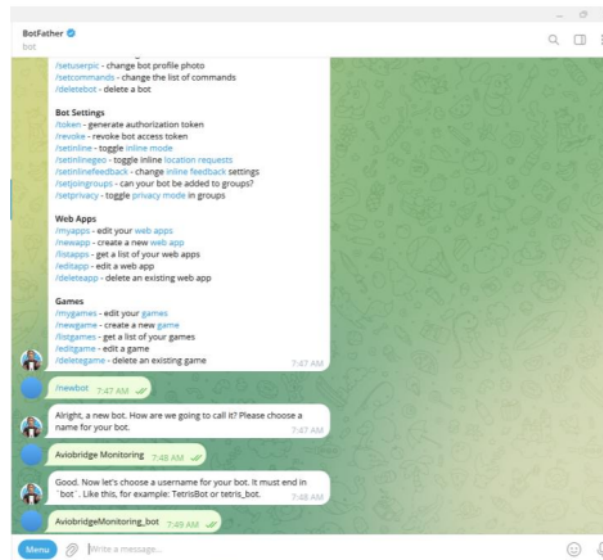 BotFather
bot
/setuserpic - change bot profile photo
/setcommands - change the list of commands
/deletebot - delete a bot
Bot Settings
/token - generate authorization token
/revoke - revoke bot access token
/setinline - toggle inline mode
/setinlinegeo - toggle inline location requests
/setinlinefeedback - change inline feedback settings
/setjoingroups - can your bot be added to groups?
/setprivacy - toggle privacy mode in groups
Web Apps
/myapps - edit your web apps
/newapp - create a new web app
/listapps - get a list of your web apps
/editapp - edit a web app
/deleteapp - delete an existing web app
Games
/mygames - edit your games
/newgame - create a new game
/listgames - get a list of your games
/editgame - edit a game
/deletegame - delete an existing game
7:47 AM
/newbot 7:47 AM
Alright, a new bot. How are we going to call it? Please choose a
name for your bot.
7:47 AM
Aviobridge Monitoring 7:48 AM
Good. Now let's choose a username for your bot. It must end in
`bot`. Like this, for example: TetrisBot or tetris_bot.
7:48 AM
AviobridgeMonitoring_bot 7:49 AM
Menu
Write a message...